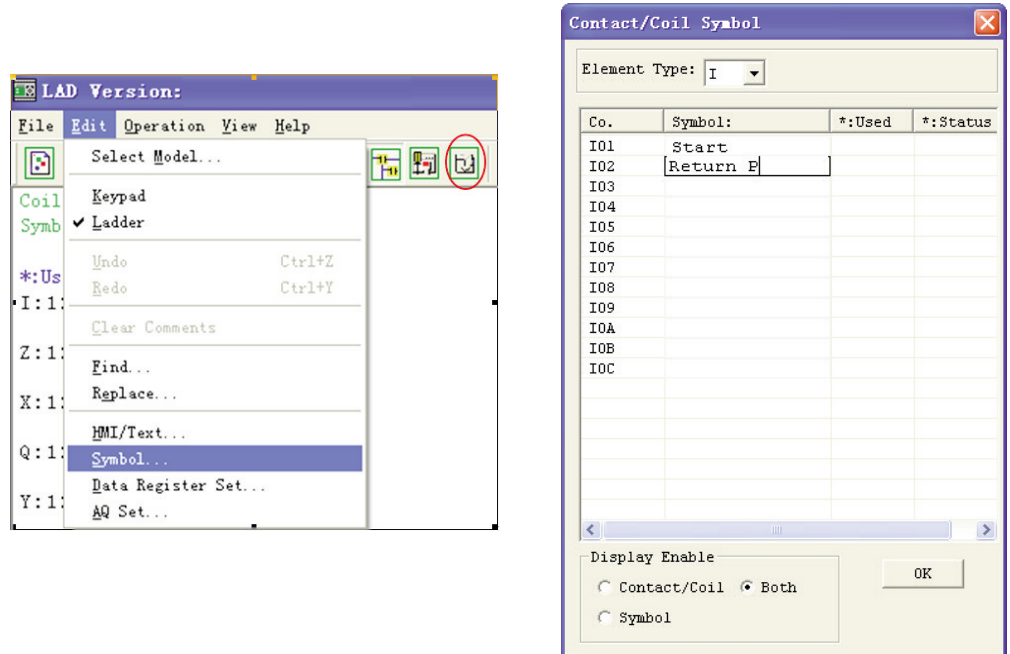 LAD Version:
File Edit Operation View Help
Select Model...
Keypad
Ladder
Undo Ctrl+Z
Redo Ctrl+Y
Clear Comments
Find...
Replace...
HMI/Text...
Symbol...
Data Register Set...
AQ Set...
Coil
Symb
*:Us
I:1
Z:1
X:1
Q:1
Y:1
Contact/Coil Symbol
Element Type: I
Co. Symbol: *:Used *:Status
I01 Start
I02 Return P
I03
I04
I05
I06
I07
I08
I09
I0A
I0B
I0C
Display Enable
Contact/Coil Both
Symbol
OK